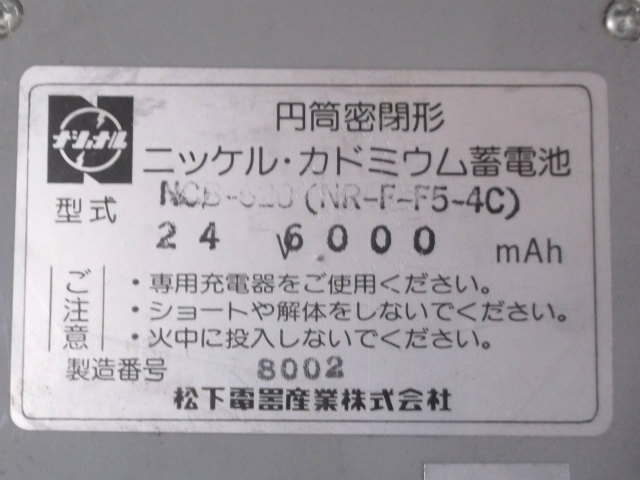 ナショナル
円筒密閉形
ニッケル・カドミウム蓄電池
型式 (NR-F-F5-4C)
24 V 6000 mAh
ご注意
・専用充電器をご使用ください。
・ショートや解体をしないでください。
・火中に投入しないでください。
製造番号 8002
松下電器産業株式会社